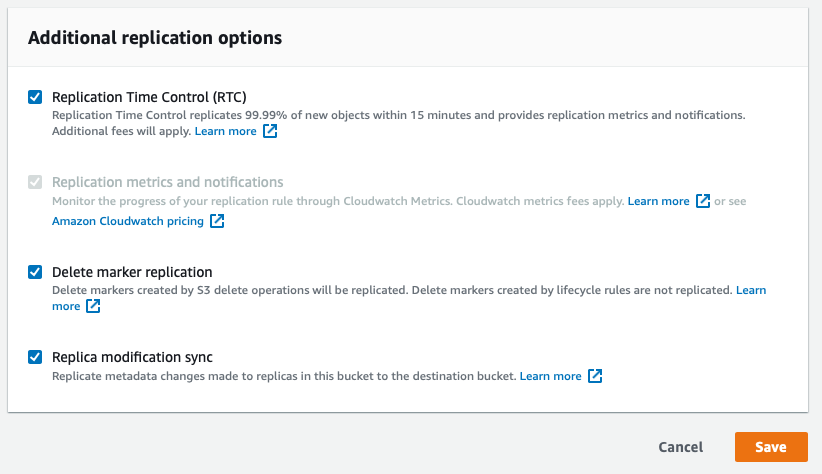 Additional replication options
Replication Time Control (RTC)
Replication Time Control replicates 99.99% of new objects within 15 minutes and provides replication metrics and notifications.
Additional fees will apply. Learn more
Replication metrics and notifications
Monitor the progress of your replication rule through Cloudwatch Metrics. Cloudwatch metrics fees apply. Learn more or see
Amazon Cloudwatch pricing
Delete marker replication
Delete markers created by S3 delete operations will be replicated. Delete markers created by lifecycle rules are not replicated. Learn
more
Replica modification sync
Replicate metadata changes made to replicas in this bucket to the destination bucket. Learn more
Cancel Save